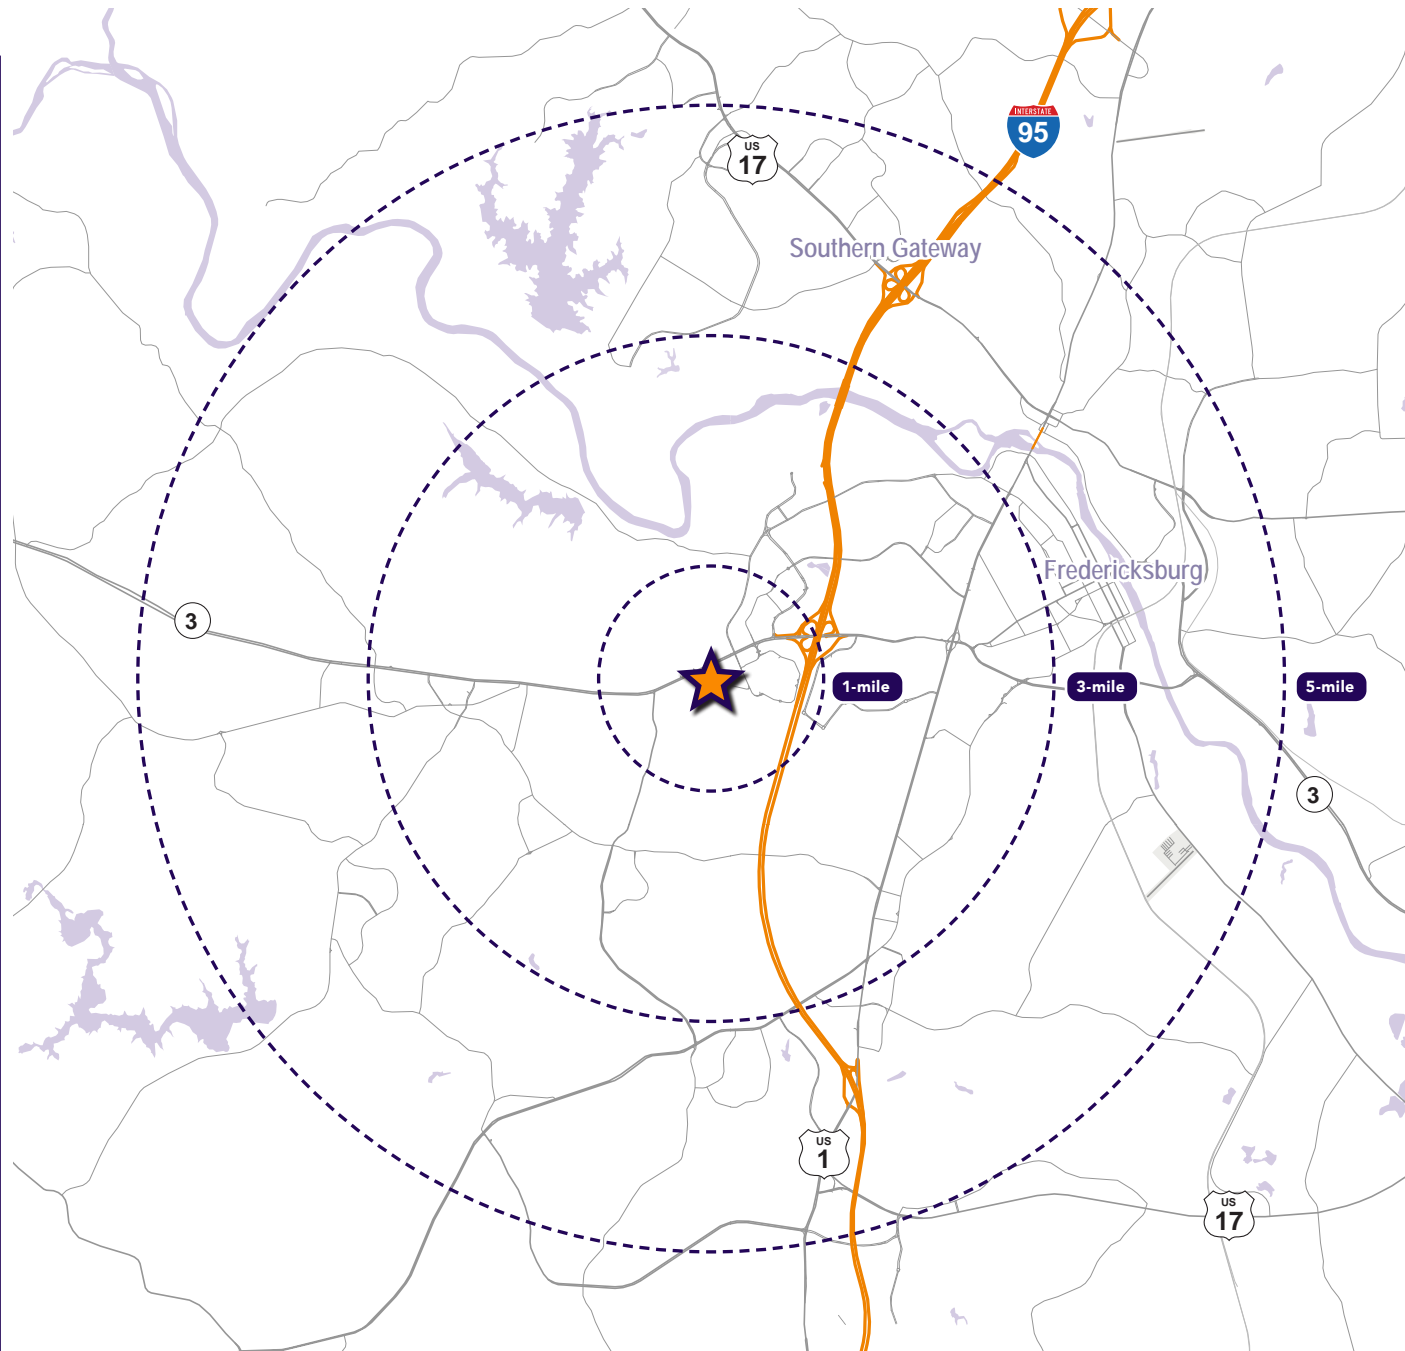 INTERSTATE
95
US
17
Southern Gateway
Fredericksburg
3
1-mile
3-mile
5-mile
3
US
1
US
17